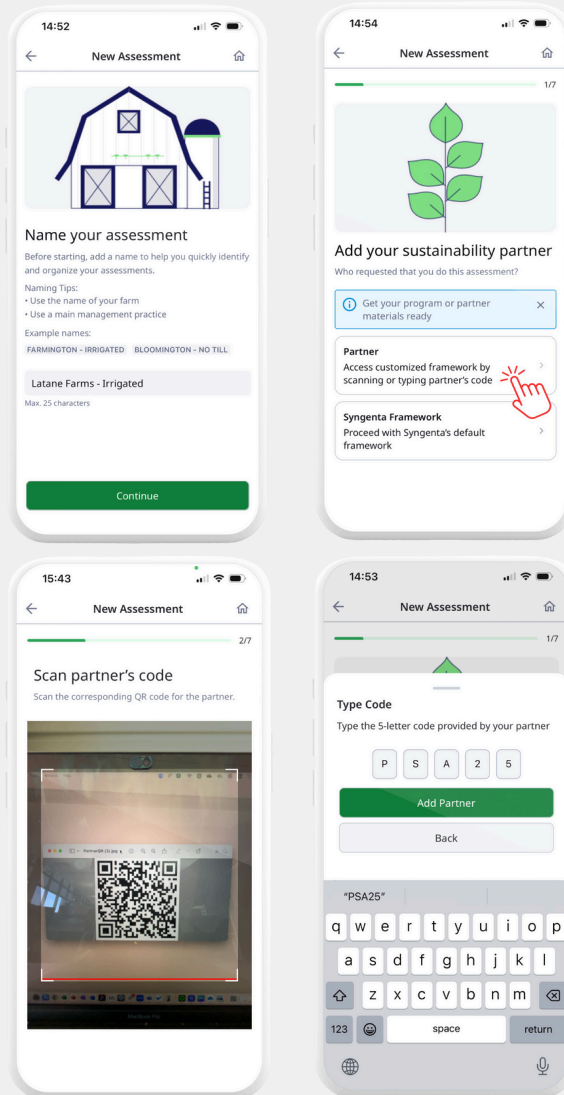 14:52
New Assessment
Name your assessment
Before starting, add a name to help you quickly identify
and organize your assessments.
Naming Tips:
• Use the name of your farm
• Use a main management practice
Example names:
FARMINGTON - IRRIGATED BLOOMINGTON - NO TILL
Latane Farms - Irrigated
Max. 25 characters
Continue
14:54
New Assessment
1/7
Add your sustainability partner
Who requested that you do this assessment?
Get your program or partner
materials ready
Partner
Access customized framework by
scanning or typing partner's code
Syngenta Framework
Proceed with Syngenta's default
framework
15:43
New Assessment
2/7
Scan partner's code
Scan the corresponding QR code for the partner.
MacBook Pro
14:53
New Assessment
1/7
Type Code
Type the 5-letter code provided by your partner
P S A 2 5
Add Partner
Back
"PSA25"
q w e r t y u i o p
a s d f g h j k l
z x c v b n m
123 space return